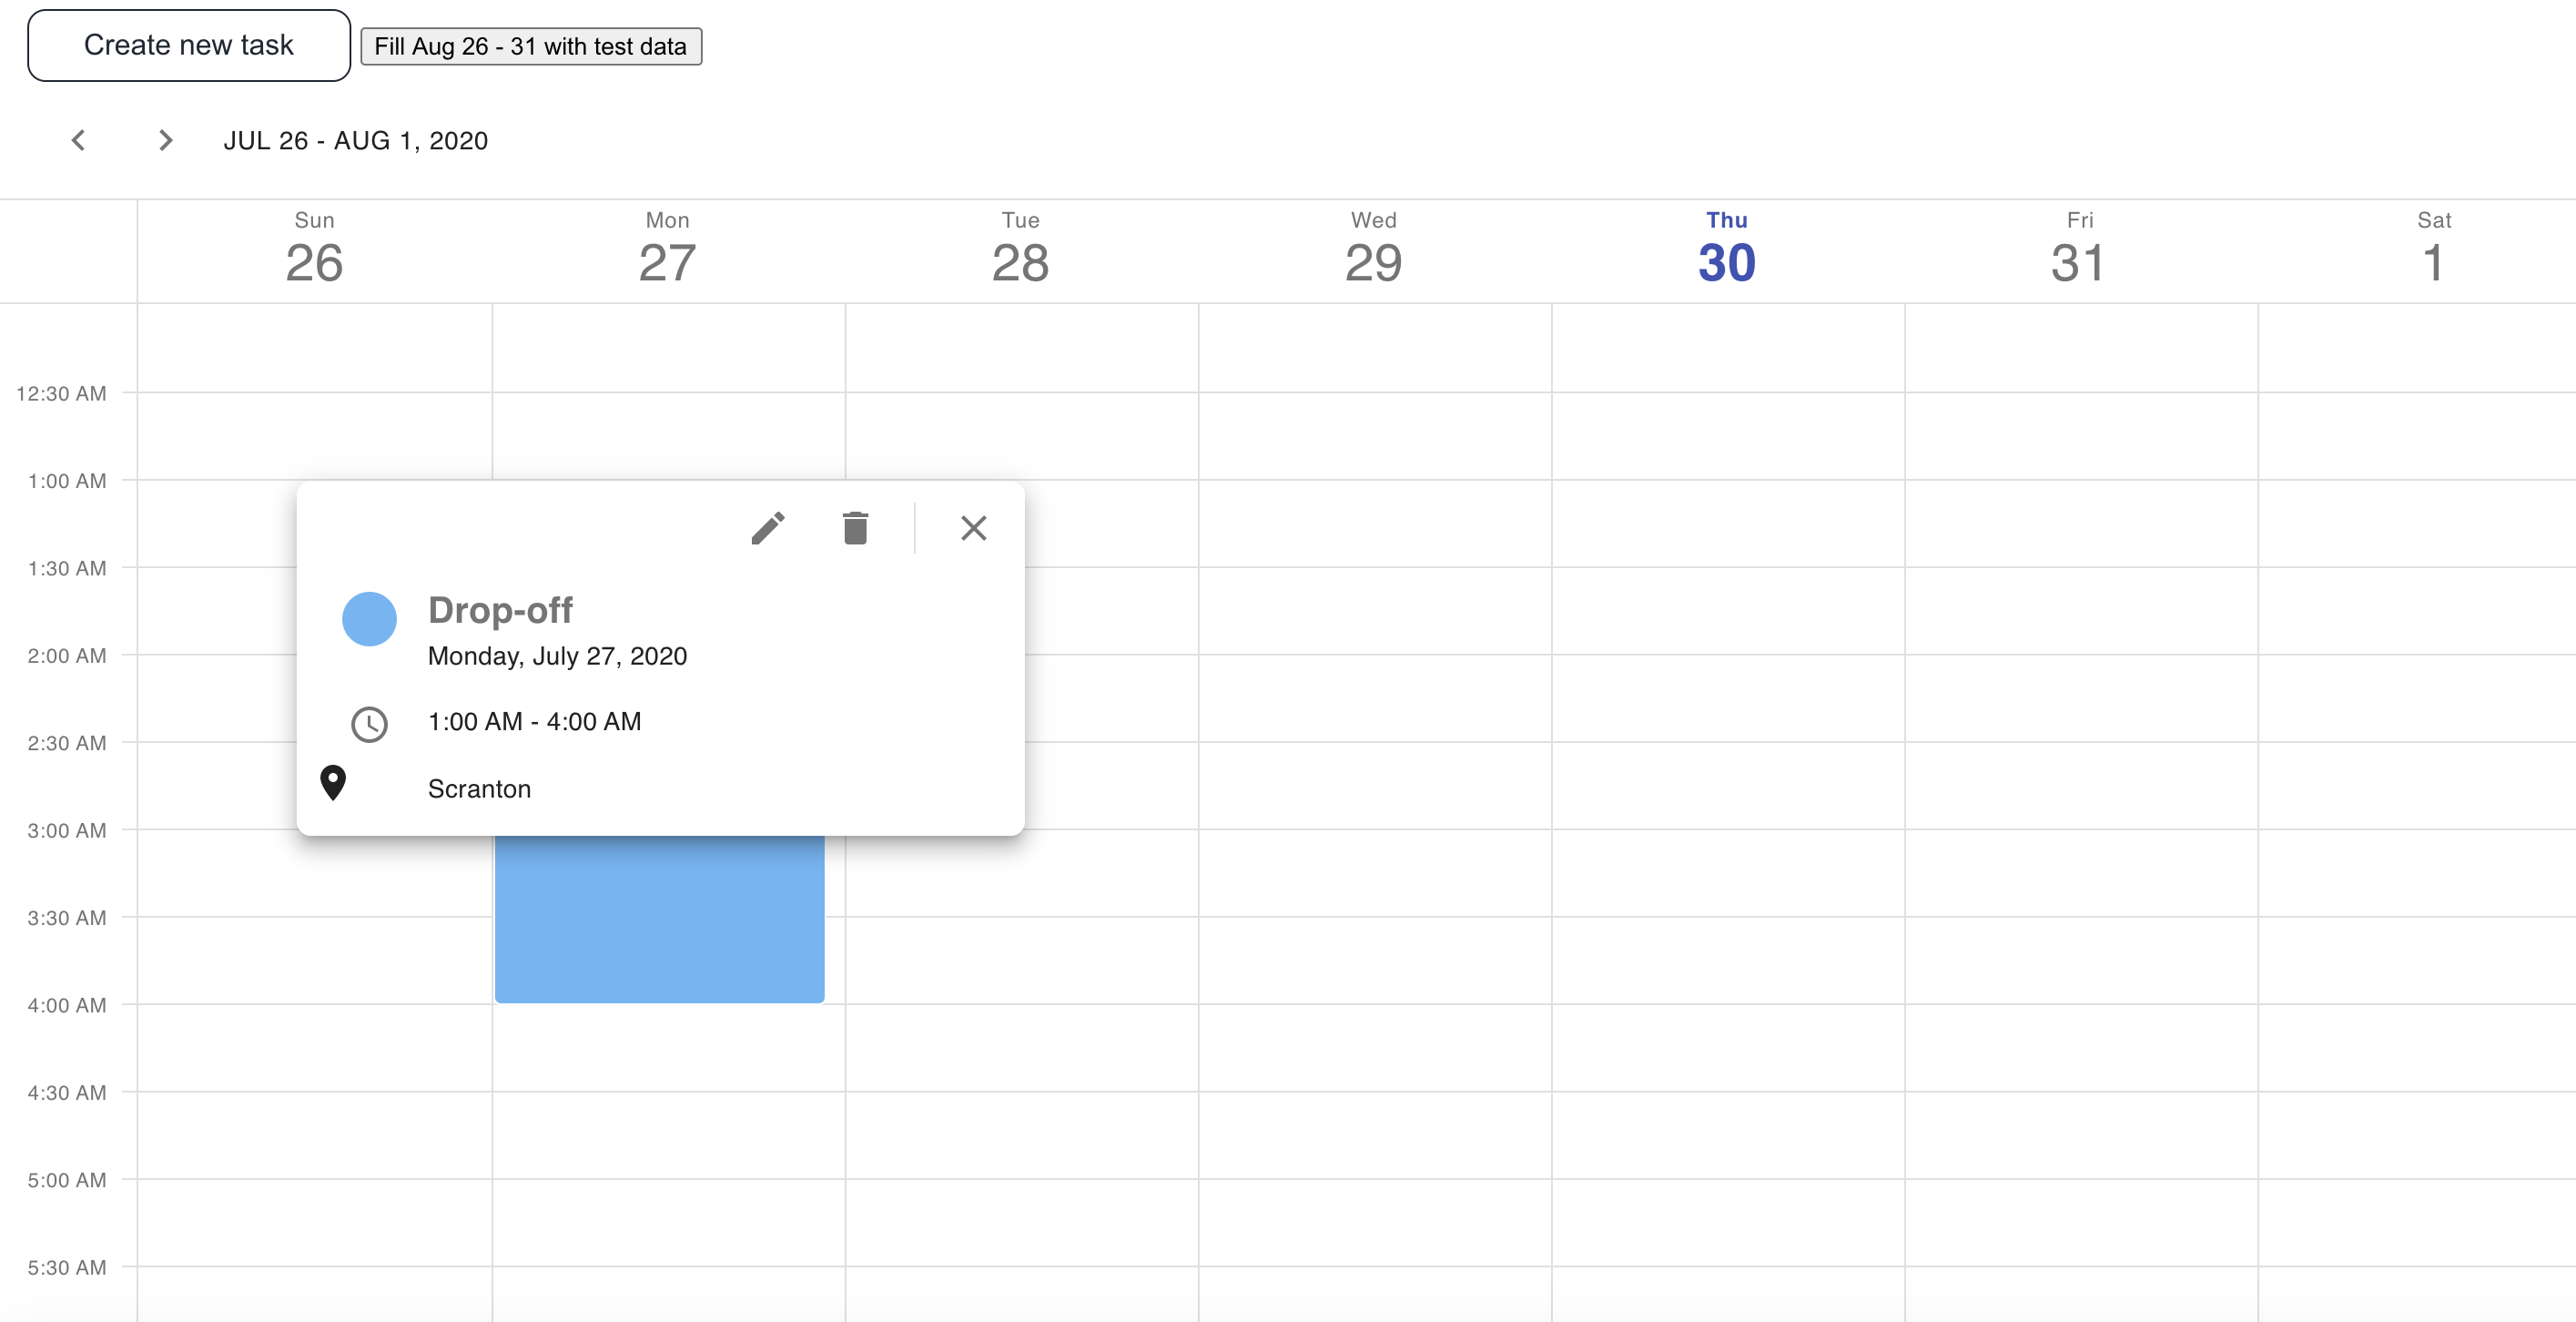 Create new task
Fill Aug 26 - 31 with test data
JUL 26 - AUG 1, 2020
Sun Mon Tue Wed Thu Fri Sat
26 27 28 29 30 31 1
12:30 AM
1:00 AM
1:30 AM
Drop-off
Monday, July 27, 2020
2:00 AM
1:00 AM - 4:00 AM
2:30 AM
Scranton
3:00 AM
3:30 AM
4:00 AM
4:30 AM
5:00 AM
5:30 AM